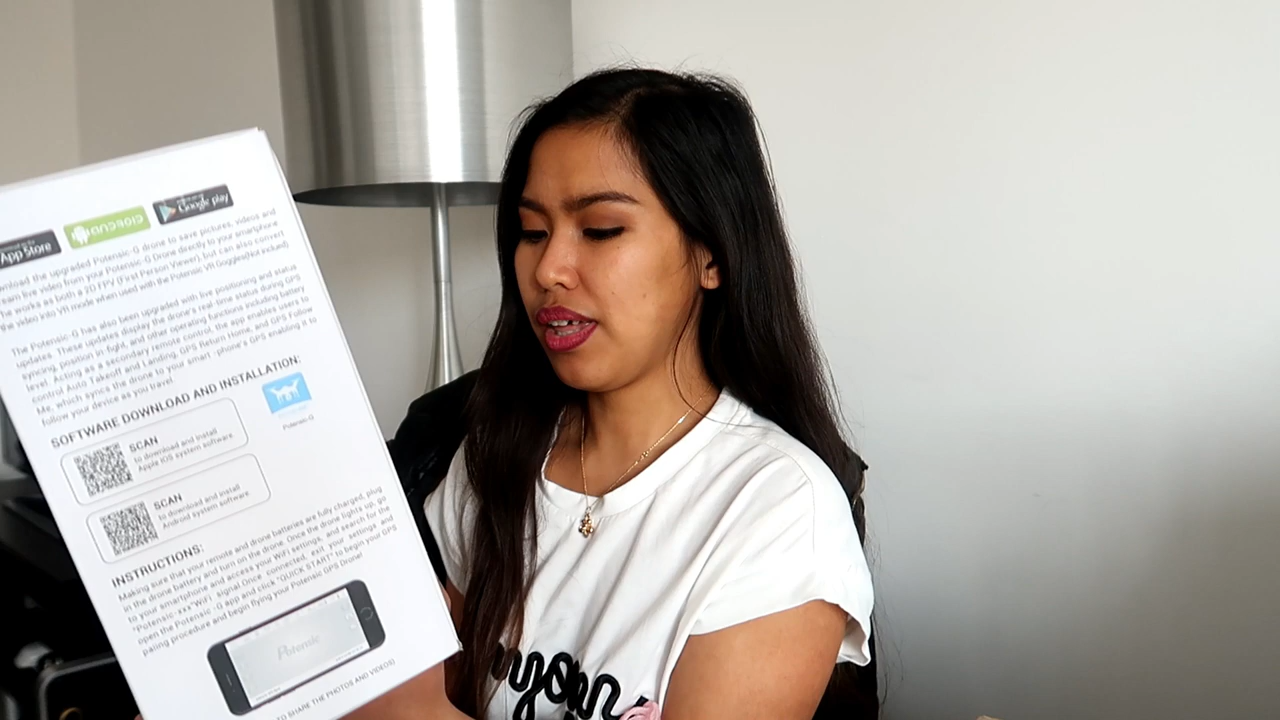 App Store
ANDROID
Google play
the upgraded Potensic-G drone to save pictures, videos and
live video from your Potensic-G Drone directly to your smartphone
works as both a 2D FPV (First Person Viewer), but can also convert
the video into VR mode when used with the Potensic VR Goggles(Not included)
The Potensic-G has also been upgraded with live positioning and status
updates. These updates display the drone's real-time status during GPS
syncing, position in-flight, and other operating functions including battery
level. Acting as a secondary remote control, the app enables users to
control Auto Takeoff and Landing, GPS Return Home, and GPS Follow
Me, which syncs the drone to your smart-phone's GPS enabling it to
follow your device as you travel.
SOFTWARE DOWNLOAD AND INSTALLATION:
Potensic-G
SCAN
to download and install
Apple IOS system software.
SCAN
to download and install
Android system software.
INSTRUCTIONS:
Making sure that your remote and drone batteries are fully charged, plug
in the drone battery and turn on the drone. Once the drone lights up, go
to your smartphone and access your WiFi settings, and search for the
"Potensic-xxx"WiFi signal.Once connected, exit your settings and
open the Potensic-G app and click "QUICK START" to begin your GPS
pairing procedure and begin flying your Potensic GPS Drone!
Potensic
TO SHARE THE PHOTOS AND VIDEOS)